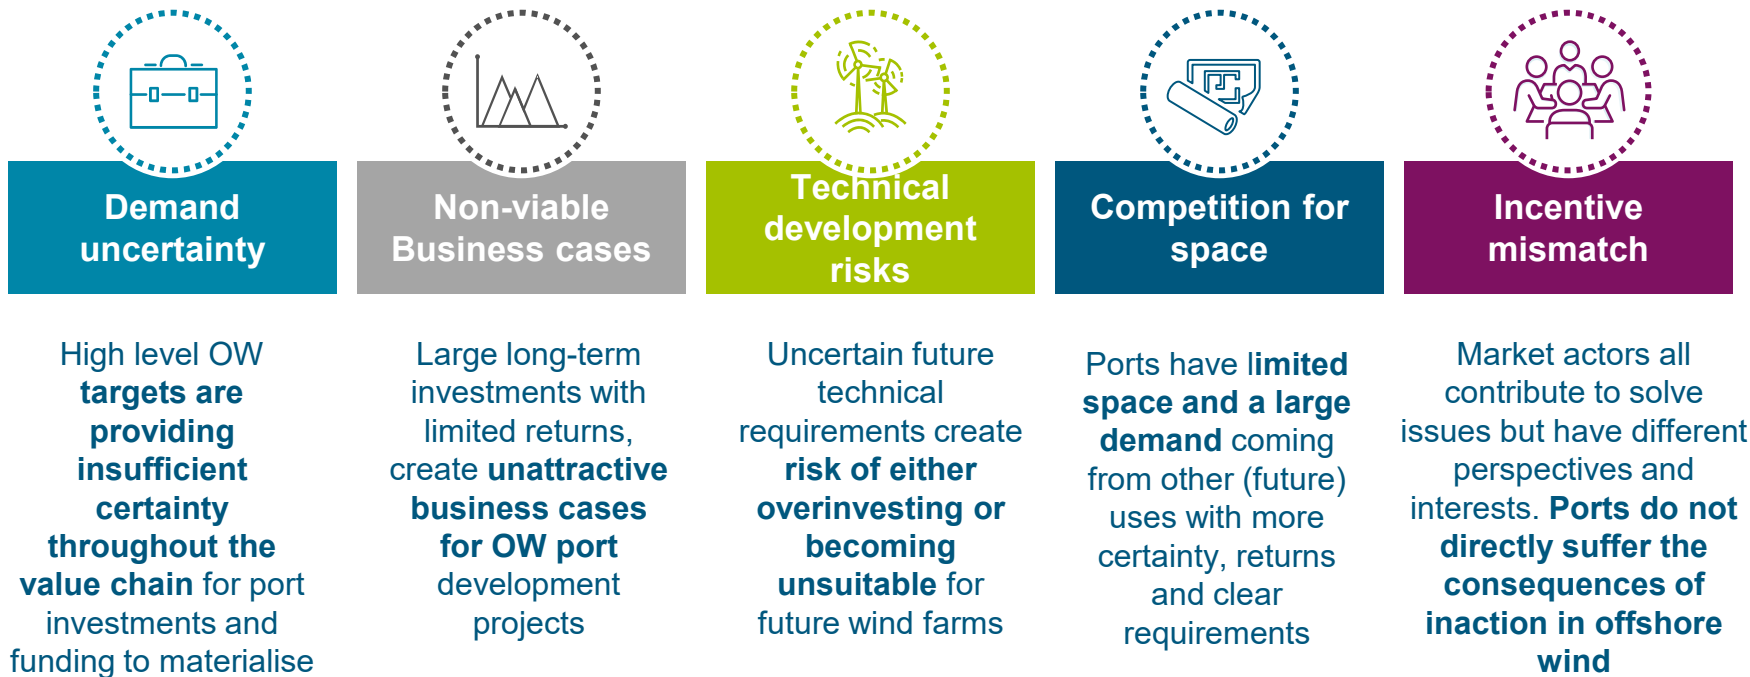 Demand
uncertainty
High level OW
targets are
providing
insufficient
certainty
throughout the
value chain for port
investments and
funding to materialise
Non-viable
Business cases
Large long-term
investments with
limited returns,
create unattractive
business cases
for OW port
development
projects
Technical
development
risks
Uncertain future
technical
requirements create
risk of either
overinvesting or
becoming
unsuitable for
future wind farms
Competition for
space
Ports have limited
space and a large
demand coming
from other (future)
uses with more
certainty, returns
and clear
requirements
Incentive
mismatch
Market actors all
contribute to solve
issues but have different
perspectives and
interests. Ports do not
directly suffer the
consequences of
inaction in offshore
wind